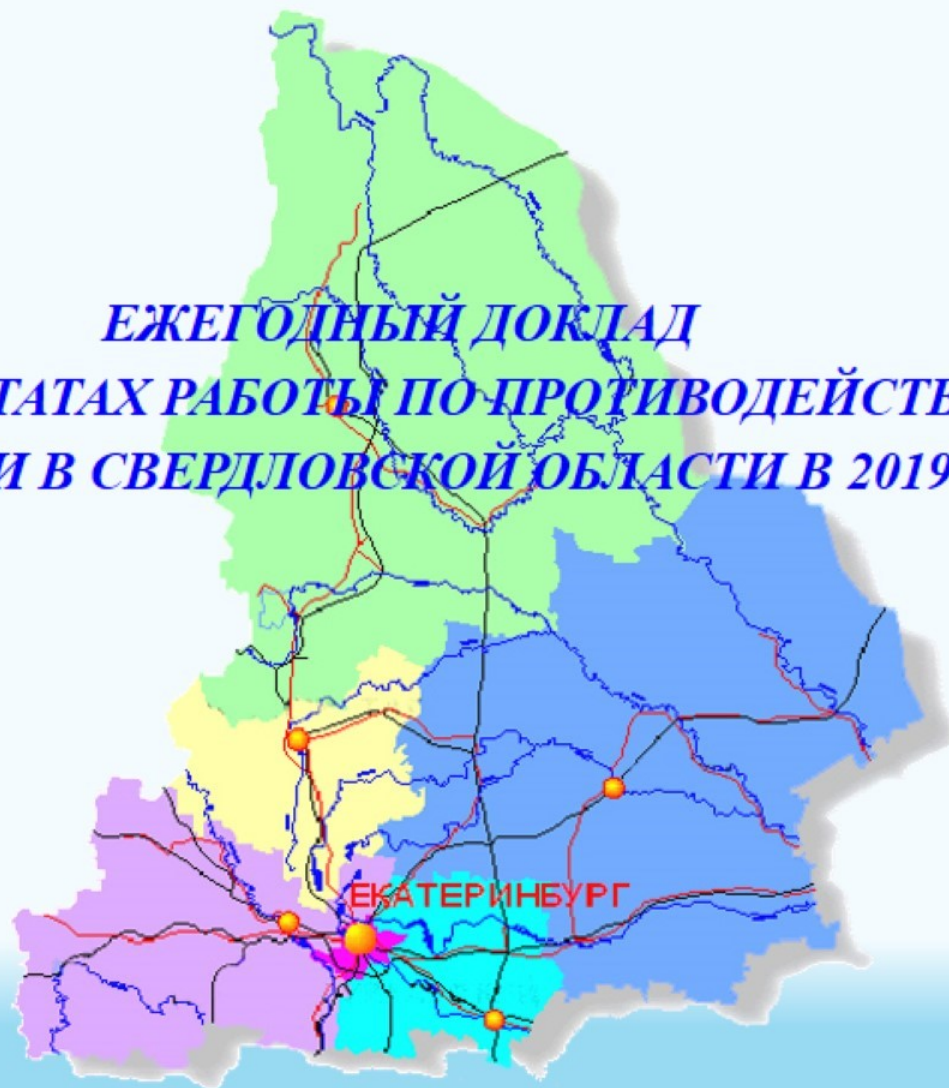 ЕЖЕГОДНЫЙ ДОКЛАД
ТАТАХ РАБОТЫ ПО ПРОТИВОДЕЙСТВ
И В СВЕРДЛОВСКОЙ ОБЛАСТИ В 2019
ЕКАТЕРИНБУРГ